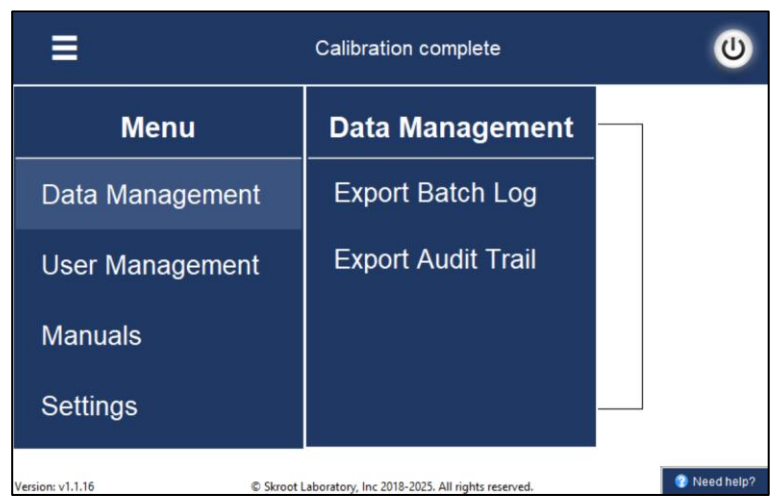 Calibration complete
Menu
Data Management
User Management
Manuals
Settings
Data Management
Export Batch Log
Export Audit Trail
Version: v1.1.16
© Skroot Laboratory, Inc 2018-2025. All rights reserved.
Need help?